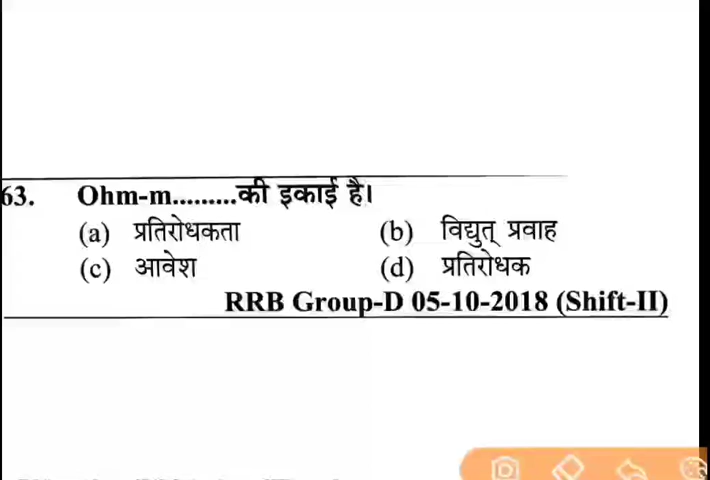 63. Ohm-m.........की इकाई है।
(a) प्रतिरोधकता (b) विद्युत् प्रवाह
(c) आवेश (d) प्रतिरोधक
RRB Group-D 05-10-2018 (Shift-II)